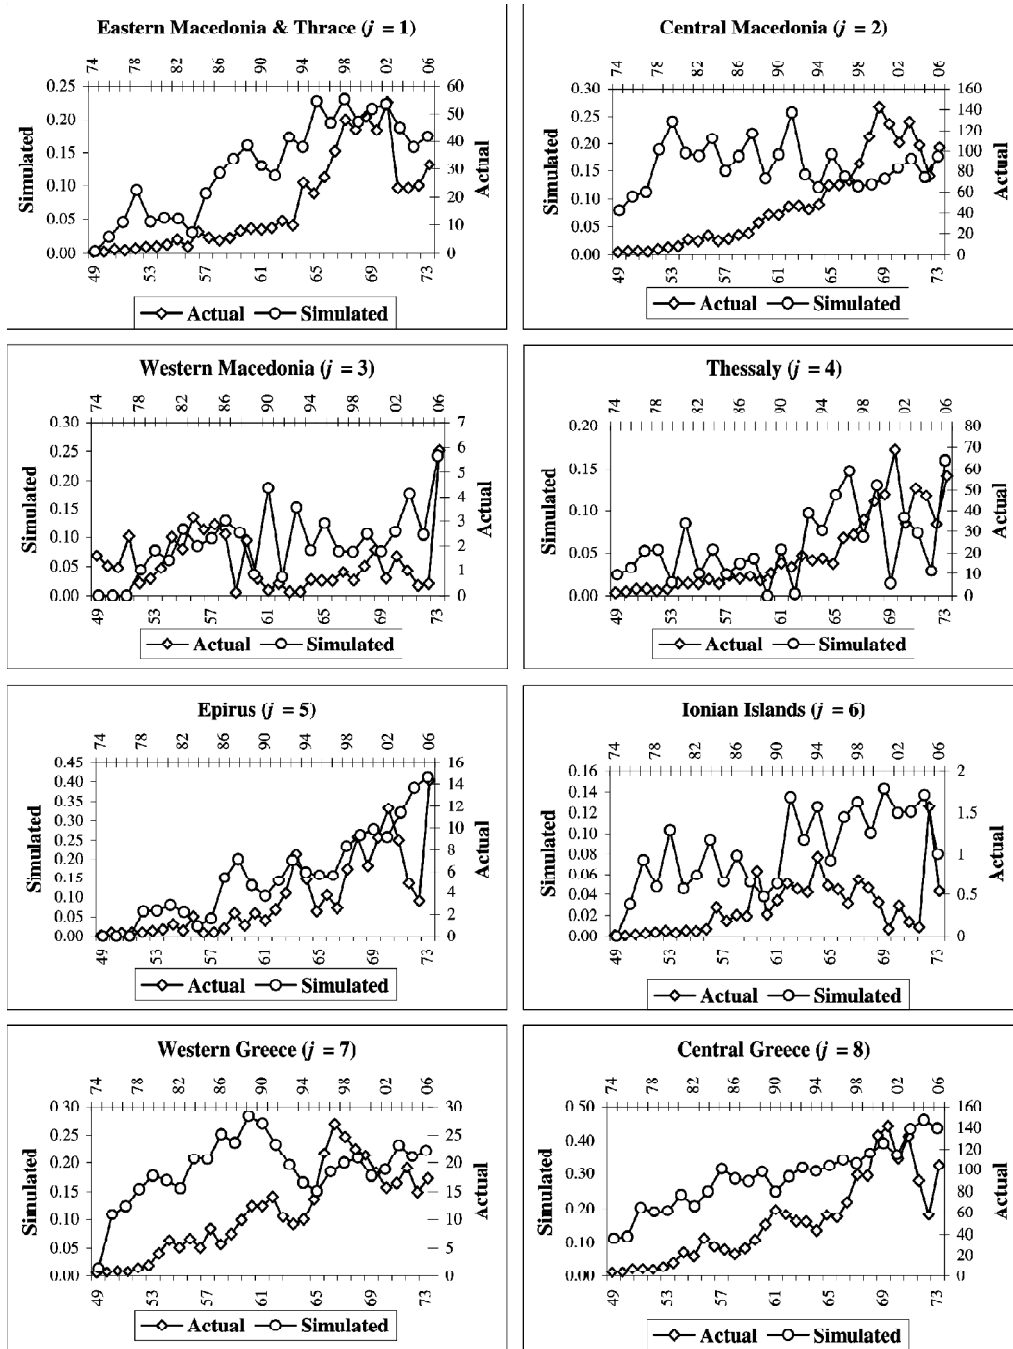 Eastern Macedonia & Thrace (j = 1)
74 78 82 86 90 94 98 02 06
0.25 0.20 0.15 0.10 0.05 0.00
Simulated
60 50 40 30 20 10 0
Actual
49 53 57 61 65 69 73
Actual Simulated
Central Macedonia (j = 2)
74 78 82 86 90 94 98 02 06
0.30 0.25 0.20 0.15 0.10 0.05 0.00
Simulated
160 140 120 100 80 60 40 20 0
Actual
49 53 57 61 65 69 73
Actual Simulated
Western Macedonia (j = 3)
74 78 82 86 90 94 98 02 06
0.30 0.25 0.20 0.15 0.10 0.05 0.00
Simulated
7 6 5 4 3 2 1 0
Actual
49 53 57 61 65 69 73
Actual Simulated
Thessaly (j = 4)
74 78 82 86 90 94 98 02 06
0.20 0.15 0.10 0.05 0.00
Simulated
80 70 60 50 40 30 20 10 0
Actual
49 53 57 61 65 69 73
Actual Simulated
Epirus (j = 5)
74 78 82 86 90 94 98 02 06
0.45 0.40 0.35 0.30 0.25 0.20 0.15 0.10 0.05 0.00
Simulated
16 14 12 10 8 6 4 2 0
Actual
49 53 57 61 65 69 73
Actual Simulated
Ionian Islands (j = 6)
74 78 82 86 90 94 98 02 06
0.16 0.14 0.12 0.10 0.08 0.06 0.04 0.02 0.00
Simulated
2 1.5 1 0.5 0
Actual
49 53 57 61 65 69 73
Actual Simulated
Western Greece (j = 7)
74 78 82 86 90 94 98 02 06
0.30 0.25 0.20 0.15 0.10 0.05 0.00
Simulated
30 25 20 15 10 5 0
Actual
49 53 57 61 65 69 73
Actual Simulated
Central Greece (j = 8)
74 78 82 86 90 94 98 02 06
0.50 0.40 0.30 0.20 0.10 0.00
Simulated
160 140 120 100 80 60 40 20 0
Actual
49 53 57 61 65 69 73
Actual Simulated